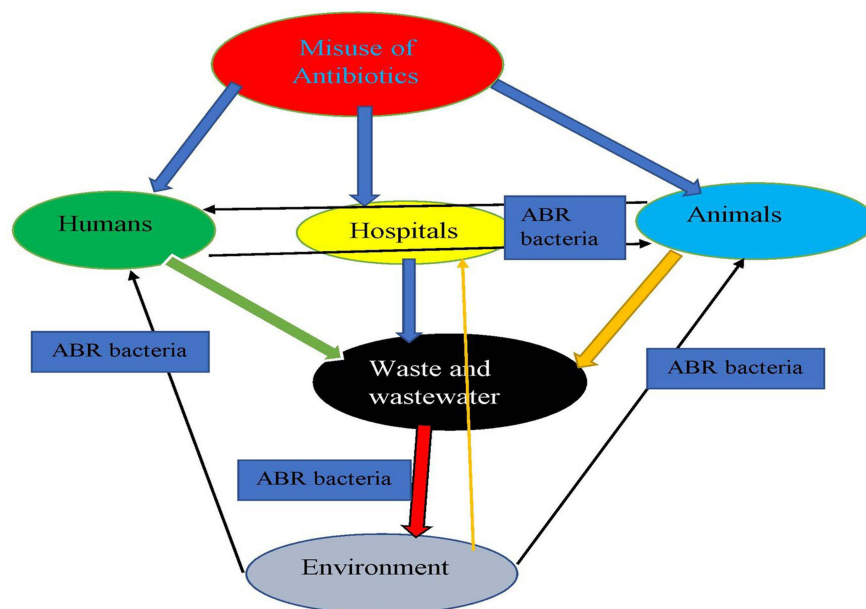 Misuse of
Antibiotics
Humans
Hospitals
ABR
bacteria
Animals
ABR bacteria
Waste and
wastewater
ABR bacteria
ABR bacteria
Environment